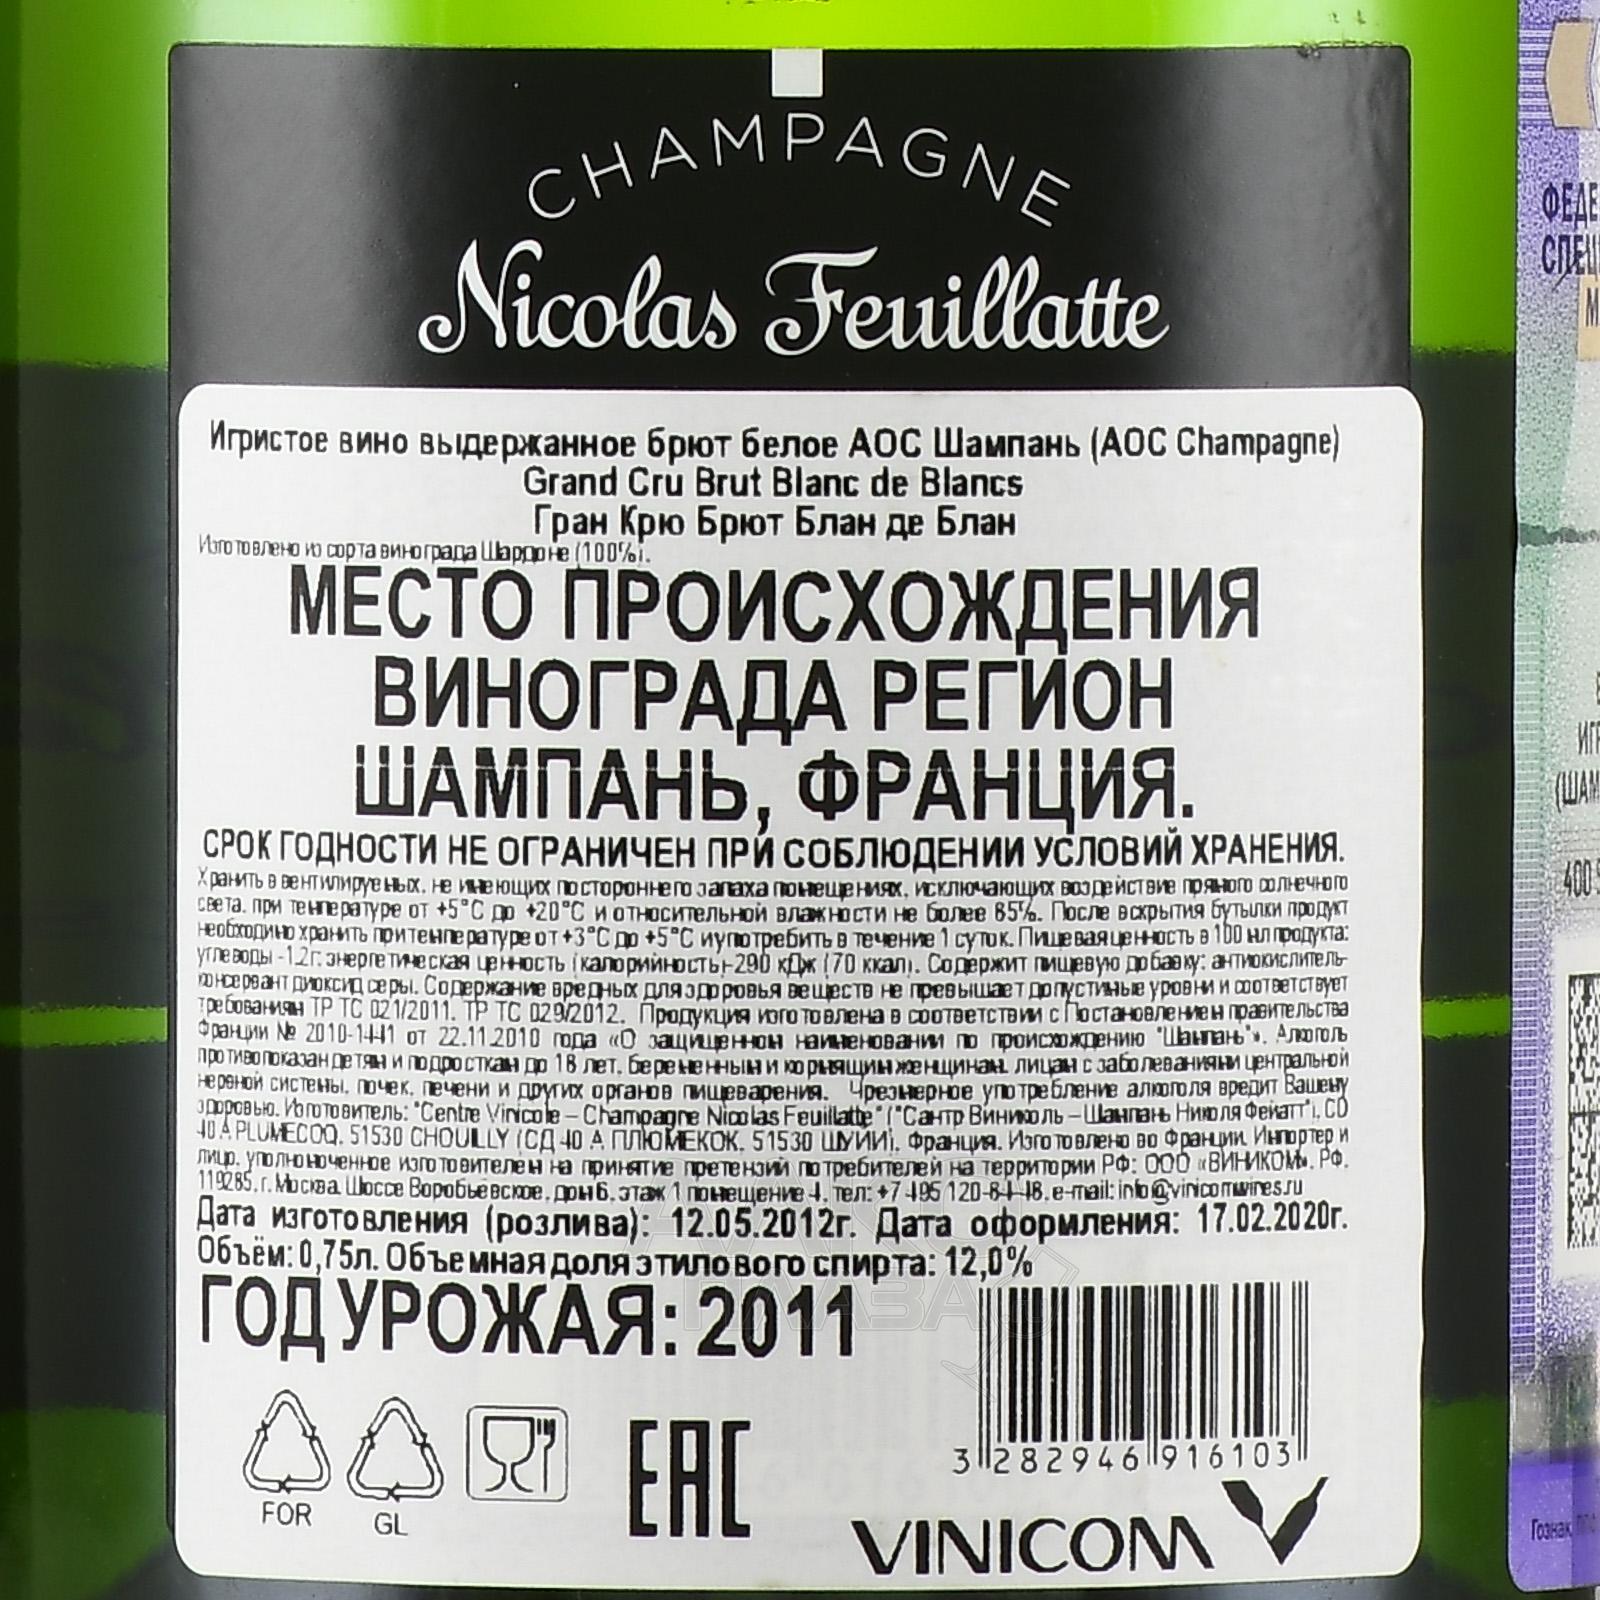 CHAMPAGNE
Nicolas Feuillatte
Игристое вино выдержанное брют белое АОС Шампань (AOC Champagne)
Grand Cru Brut Blanc de Blancs
Гран Крю Брют Блан де Блан
Изготовлено из сорта винограда Шардоне (100%).
МЕСТО ПРОИСХОЖДЕНИЯ
ВИНОГРАДА РЕГИОН
ШАМПАНЬ, ФРАНЦИЯ.
СРОК ГОДНОСТИ НЕ ОГРАНИЧЕН ПРИ СОБЛЮДЕНИИ УСЛОВИЙ ХРАНЕНИЯ.
Хранить в вентилируемых, не имеющих постороннего запаха помещениях, исключающих воздействие прямого солнечного
света, при температуре от +5°С до +20°С и относительной влажности не более 85%. После вскрытия бутылки продукт
необходимо хранить при температуре от +3°С до +5°С и употребить в течение 1 суток. Пищевая ценность в 100 мл продукта:
углеводы -1,2г; энергетическая ценность (калорийность)-290 кДж (70 ккал). Содержит пищевую добавку: антиокислитель-
консервант диоксид серы. Содержание вредных для здоровья веществ не превышает допустимые уровни и соответствует
требованиям ТР ТС 021/2011, ТР ТС 029/2012. Продукция изготовлена в соответствии с Постановлением правительства
Франции № 2010-1441 от 22.11.2010 года «О защищенном наименовании по происхождению "Шампань"». Алкоголь
противопоказан детям и подросткам до 18 лет, беременным и кормящим женщинам, лицам с заболеваниями центральной
нервной системы, почек, печени и других органов пищеварения. Чрезмерное употребление алкоголя вредит Вашему
здоровью. Изготовитель: "Centre Vinicole – Champagne Nicolas Feuillatte" ("Сантр Виниколь – Шампань Николя Фейатт"), CD
40 A PLUMECOQ, 51530 CHOUILLY (СД 40 А ПЛЮМЕКОК, 51530 ШУИИ), Франция. Изготовлено во Франции. Импортер и
лицо, уполномоченное изготовителем на принятие претензий потребителей на территории РФ: ООО «ВИНИКОМ», РФ,
119285, г. Москва, Шоссе Воробьевское, дом 6, этаж 1 помещение 4, тел: +7 495 120-84-48, e-mail: info@vinicomwines.ru
Дата изготовления (розлива): 12.05.2012г. Дата оформления: 17.02.2020г.
Объём: 0,75л. Объемная доля этилового спирта: 12,0%
ГОД УРОЖАЯ: 2011
FOR
GL
EAC
3 282946 916103
VINICOM
ФЕДЕ
СПЕЦ
М
ИГР
(ШАМ
400
Гознак